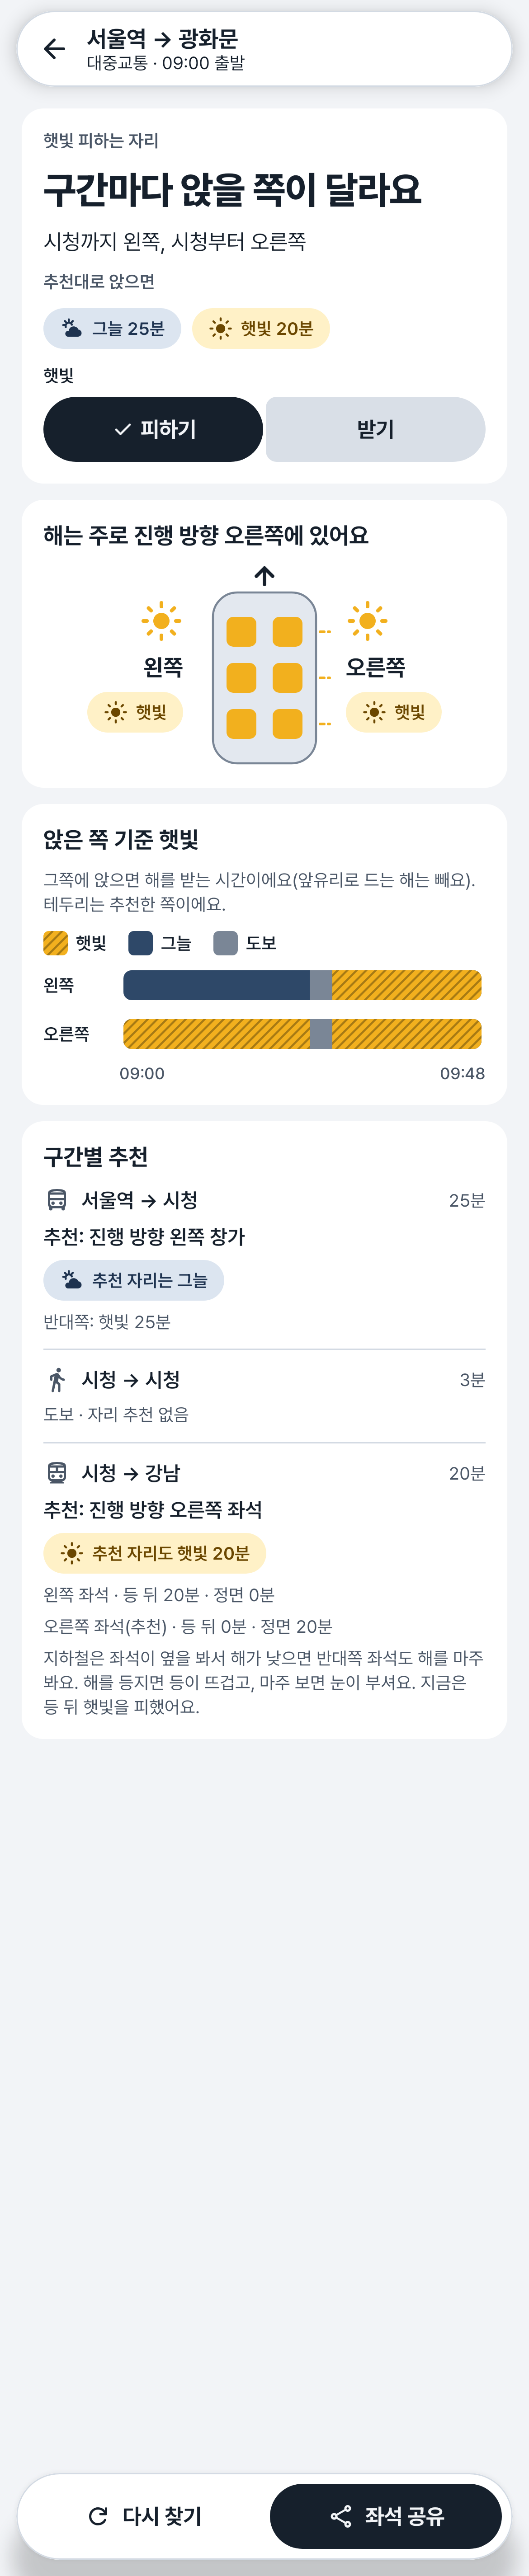 서울역 → 광화문
대중교통 · 09:00 출발
햇빛 피하는 자리
구간마다 앉을 쪽이 달라요
시청까지 왼쪽, 시청부터 오른쪽
추천대로 앉으면
그늘 25분
햇빛 20분
햇빛
피하기
받기
해는 주로 진행 방향 오른쪽에 있어요
왼쪽
햇빛
오른쪽
햇빛
앉은 쪽 기준 햇빛
그쪽에 앉으면 해를 받는 시간이에요(앞유리로 드는 해는 빼요).
테두리는 추천한 쪽이에요.
햇빛
그늘
도보
왼쪽
오른쪽
09:00
09:48
구간별 추천
서울역 → 시청
25분
추천: 진행 방향 왼쪽 창가
추천 자리는 그늘
반대쪽: 햇빛 25분
시청 → 시청
3분
도보 · 자리 추천 없음
시청 → 강남
20분
추천: 진행 방향 오른쪽 좌석
추천 자리도 햇빛 20분
왼쪽 좌석 · 등 뒤 20분 · 정면 0분
오른쪽 좌석(추천) · 등 뒤 0분 · 정면 20분
지하철은 좌석이 옆을 봐서 해가 낮으면 반대쪽 좌석도 해를 마주
봐요. 해를 등지면 등이 뜨겁고, 마주 보면 눈이 부셔요. 지금은
등 뒤 햇빛을 피했어요.
다시 찾기
좌석 공유